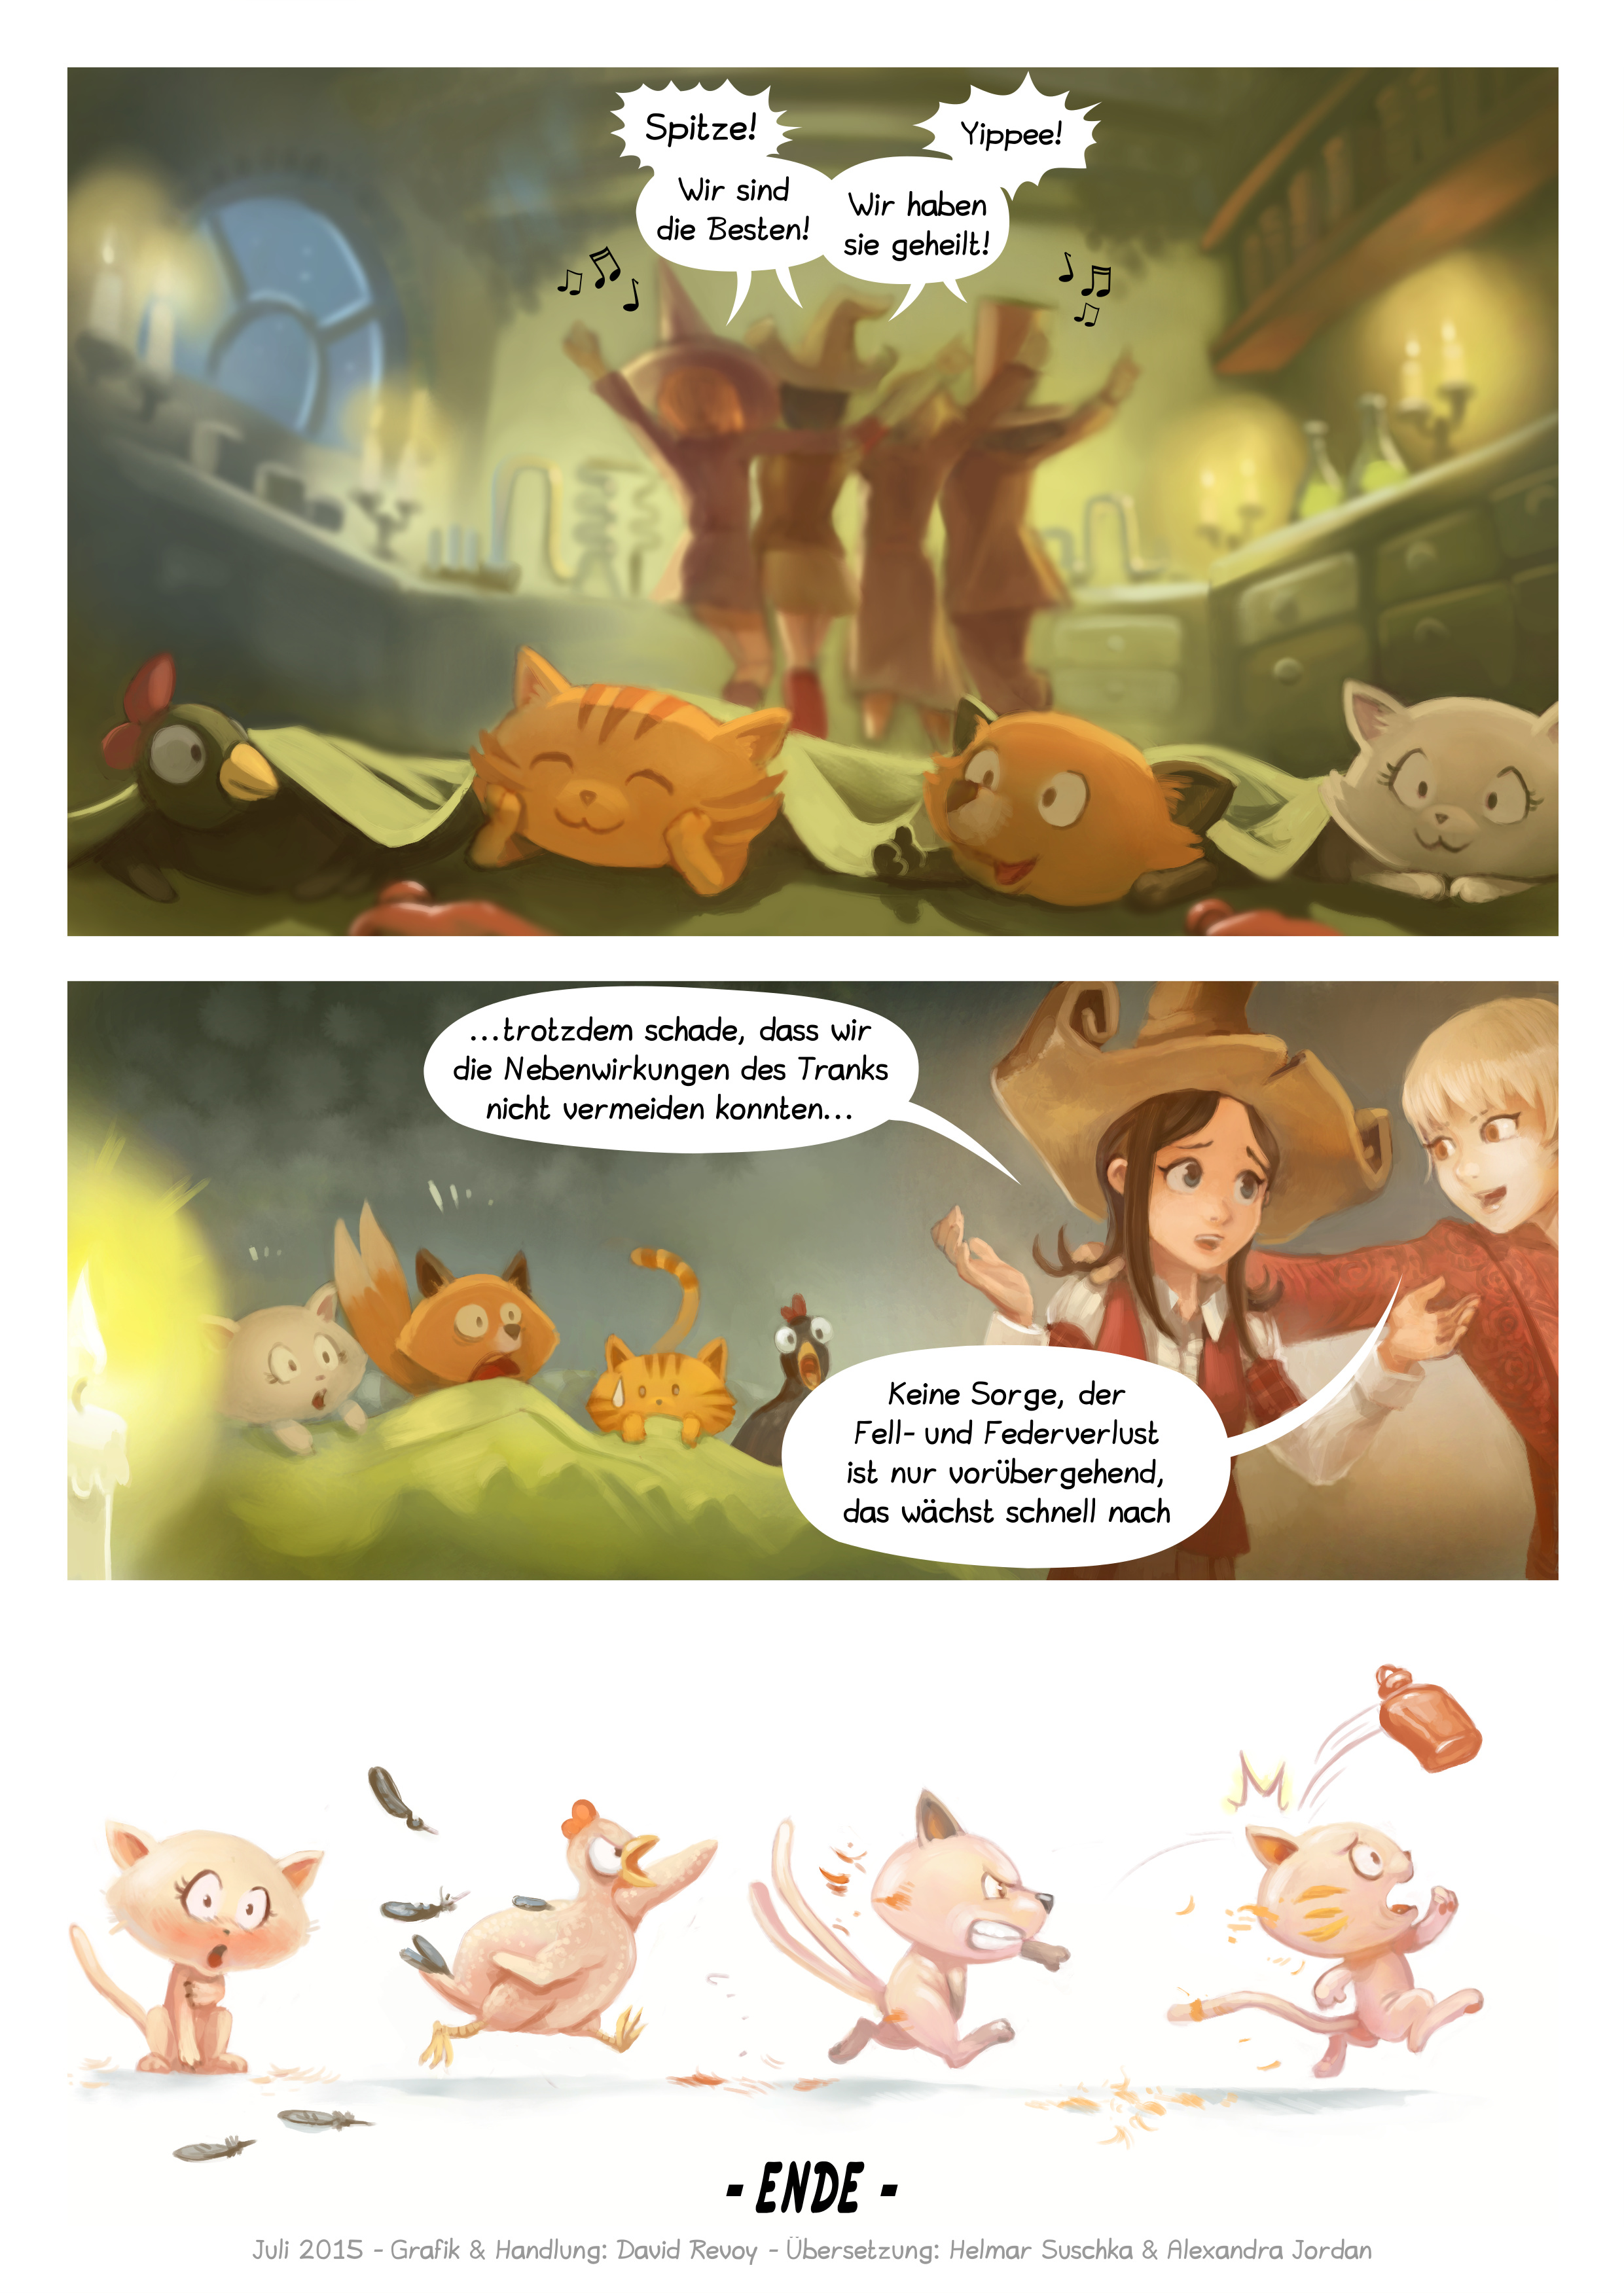 Spitze!
Wir sind
die Besten!
Yippee!
Wir haben
sie geheilt!
...trotzdem schade, dass wir
die Nebenwirkungen des Tranks
nicht vermeiden konnten...
Keine Sorge, der
Fell- und Federverlust
ist nur vorübergehend,
das wächst schnell nach
- ENDE -
Juli 2015 - Grafik & Handlung: David Revoy - Übersetzung: Helmar Suschka & Alexandra Jordan